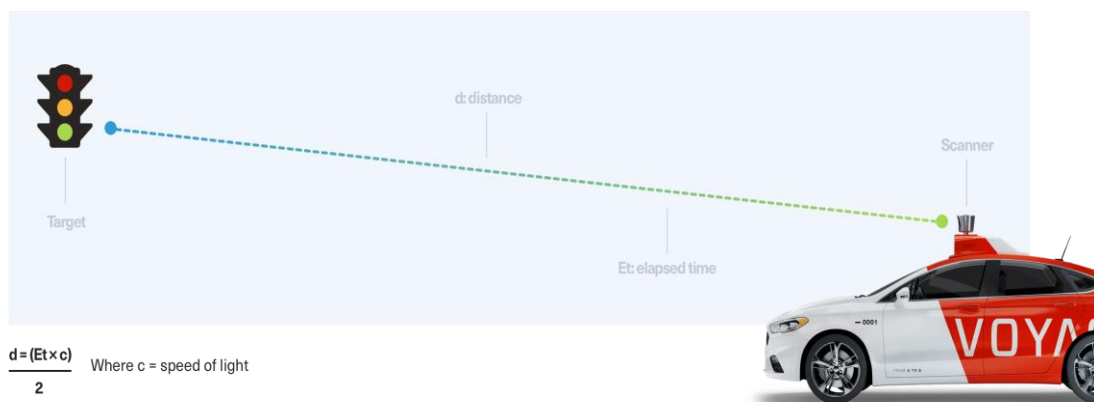 d: distance
Scanner
Target
Et: elapsed time
0001
VOYA
d = (Et × c)
2
Where c = speed of light